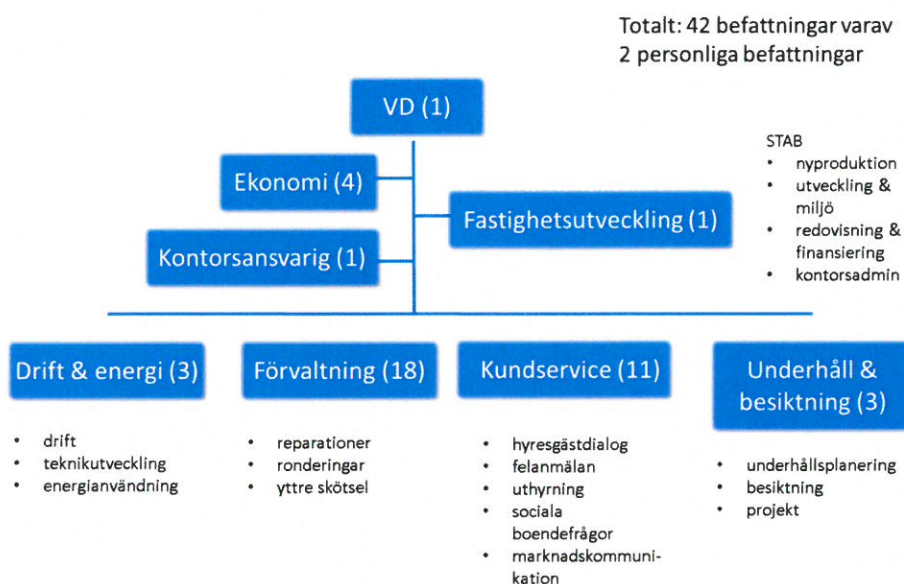 Totalt: 42 befattningar varav
2 personliga befattningar
VD (1)
Ekonomi (4)
Fastighetsutveckling (1)
Kontorsansvarig (1)
STAB
• nyproduktion
• utveckling &
miljö
• redovisning &
finansiering
• kontorsadmin
Drift & energi (3)
• drift
• teknikutveckling
• energianvändning
Förvaltning (18)
• reparationer
• ronderingar
• yttre skötsel
Kundservice (11)
• hyresgästdialog
• felanmälan
• uthyrning
• sociala
boendefrågor
• marknadskommuni-
kation
Underhåll &
besiktning (3)
• underhållsplanering
• besiktning
• projekt